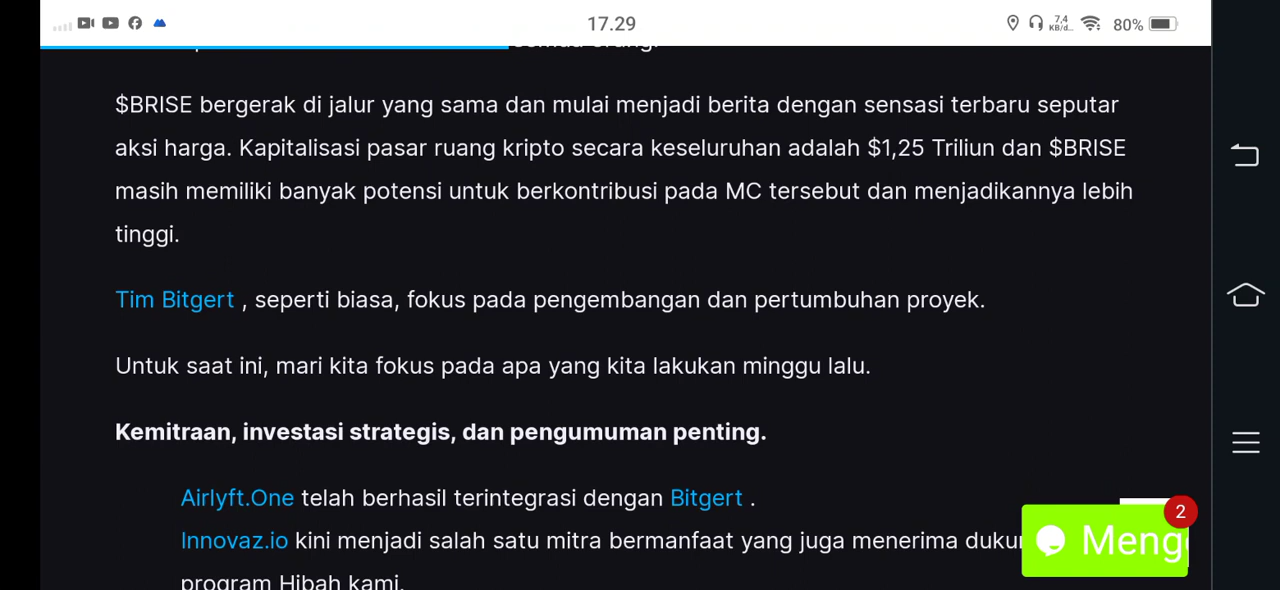 17.29
7,4
KB/d...
80%
$BRISE bergerak di jalur yang sama dan mulai menjadi berita dengan sensasi terbaru seputar
aksi harga. Kapitalisasi pasar ruang kripto secara keseluruhan adalah $1,25 Triliun dan $BRISE
masih memiliki banyak potensi untuk berkontribusi pada MC tersebut dan menjadikannya lebih
tinggi.
Tim Bitgert , seperti biasa, fokus pada pengembangan dan pertumbuhan proyek.
Untuk saat ini, mari kita fokus pada apa yang kita lakukan minggu lalu.
Kemitraan, investasi strategis, dan pengumuman penting.
Airlyft.One telah berhasil terintegrasi dengan Bitgert .
Innovaz.io kini menjadi salah satu mitra bermanfaat yang juga menerima
program Hibah kami.
2